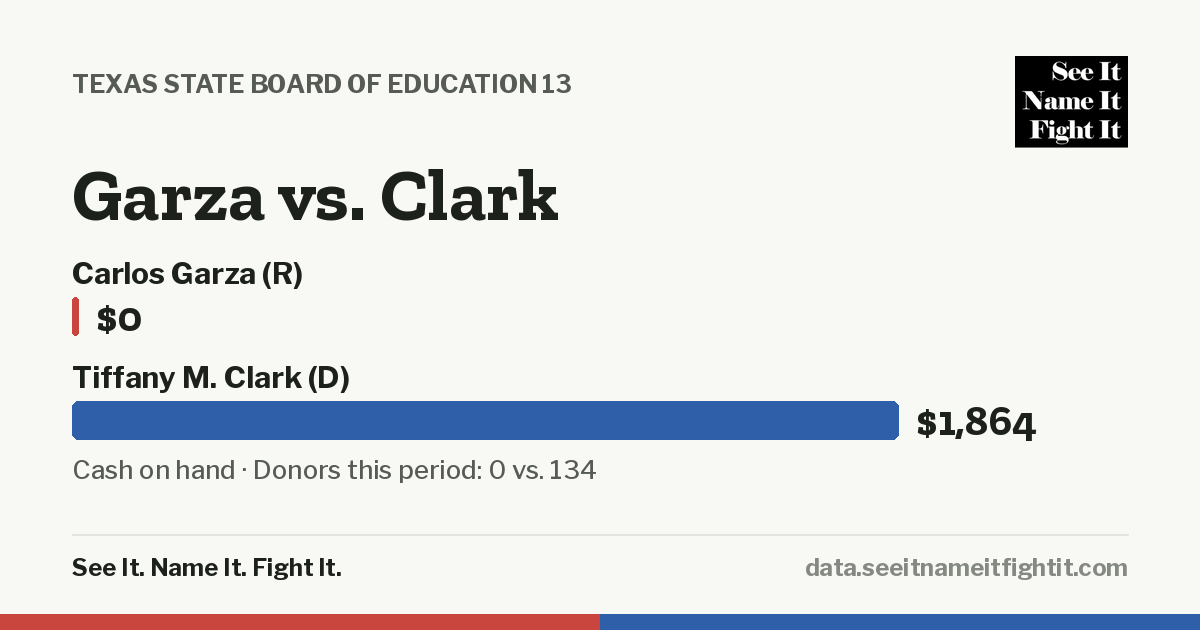 TEXAS STATE BOARD OF EDUCATION 13
See It
Name It
Fight It
Garza vs. Clark
Carlos Garza (R)
$0
Tiffany M. Clark (D)
$1,864
Cash on hand · Donors this period: 0 vs. 134
See It. Name It. Fight It.
data.seeitnameitfightit.com